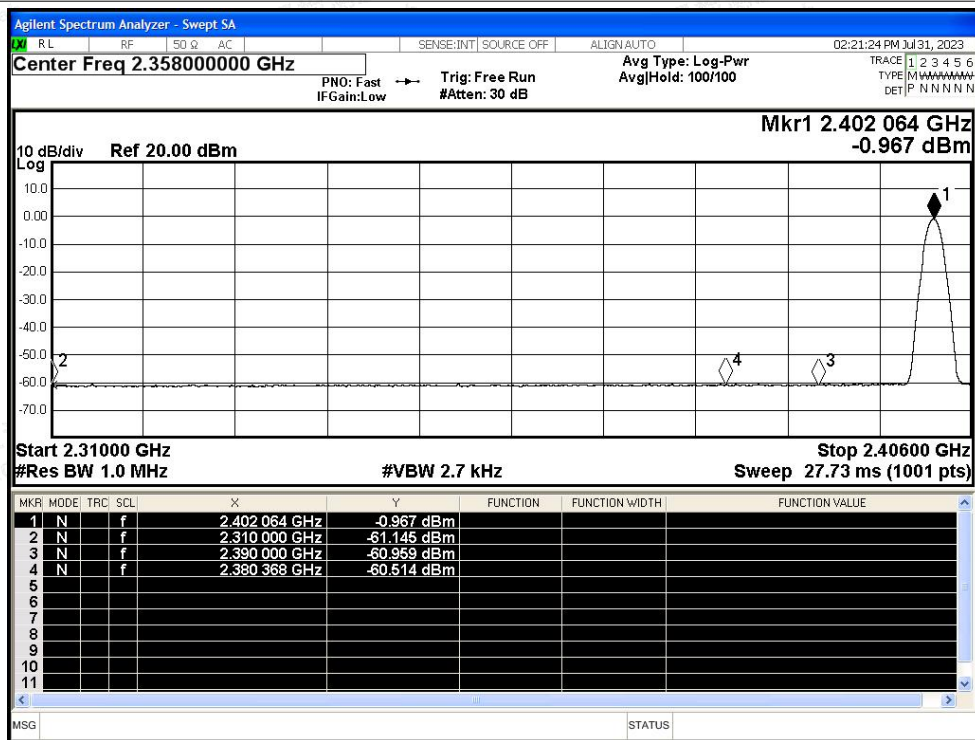 Agilent Spectrum Analyzer - Swept SA
LXI RL RF 50 Ω AC SENSE:INT SOURCE OFF ALIGN AUTO 02:21:24 PM Jul 31, 2023
Center Freq 2.358000000 GHz
PNO: Fast
IFGain:Low
Trig: Free Run
#Atten: 30 dB
Avg Type: Log-Pwr
Avg|Hold: 100/100
TRACE 1 2 3 4 5 6
TYPE MWWWWW
DET P N N N N N
Mkr1 2.402 064 GHz
-0.967 dBm
10 dB/div Ref 20.00 dBm
Log
10.0
0.00
-10.0
-20.0
-30.0
-40.0
-50.0
-60.0
-70.0
1
2
4
3
Start 2.31000 GHz Stop 2.40600 GHz
#Res BW 1.0 MHz #VBW 2.7 kHz Sweep 27.73 ms (1001 pts)
MKR MODE TRC SCL X Y FUNCTION FUNCTION WIDTH FUNCTION VALUE
1 N f 2.402 064 GHz -0.967 dBm
2 N f 2.310 000 GHz -61.145 dBm
3 N f 2.390 000 GHz -60.959 dBm
4 N f 2.380 368 GHz -60.514 dBm
5
6
7
8
9
10
11
MSG STATUS